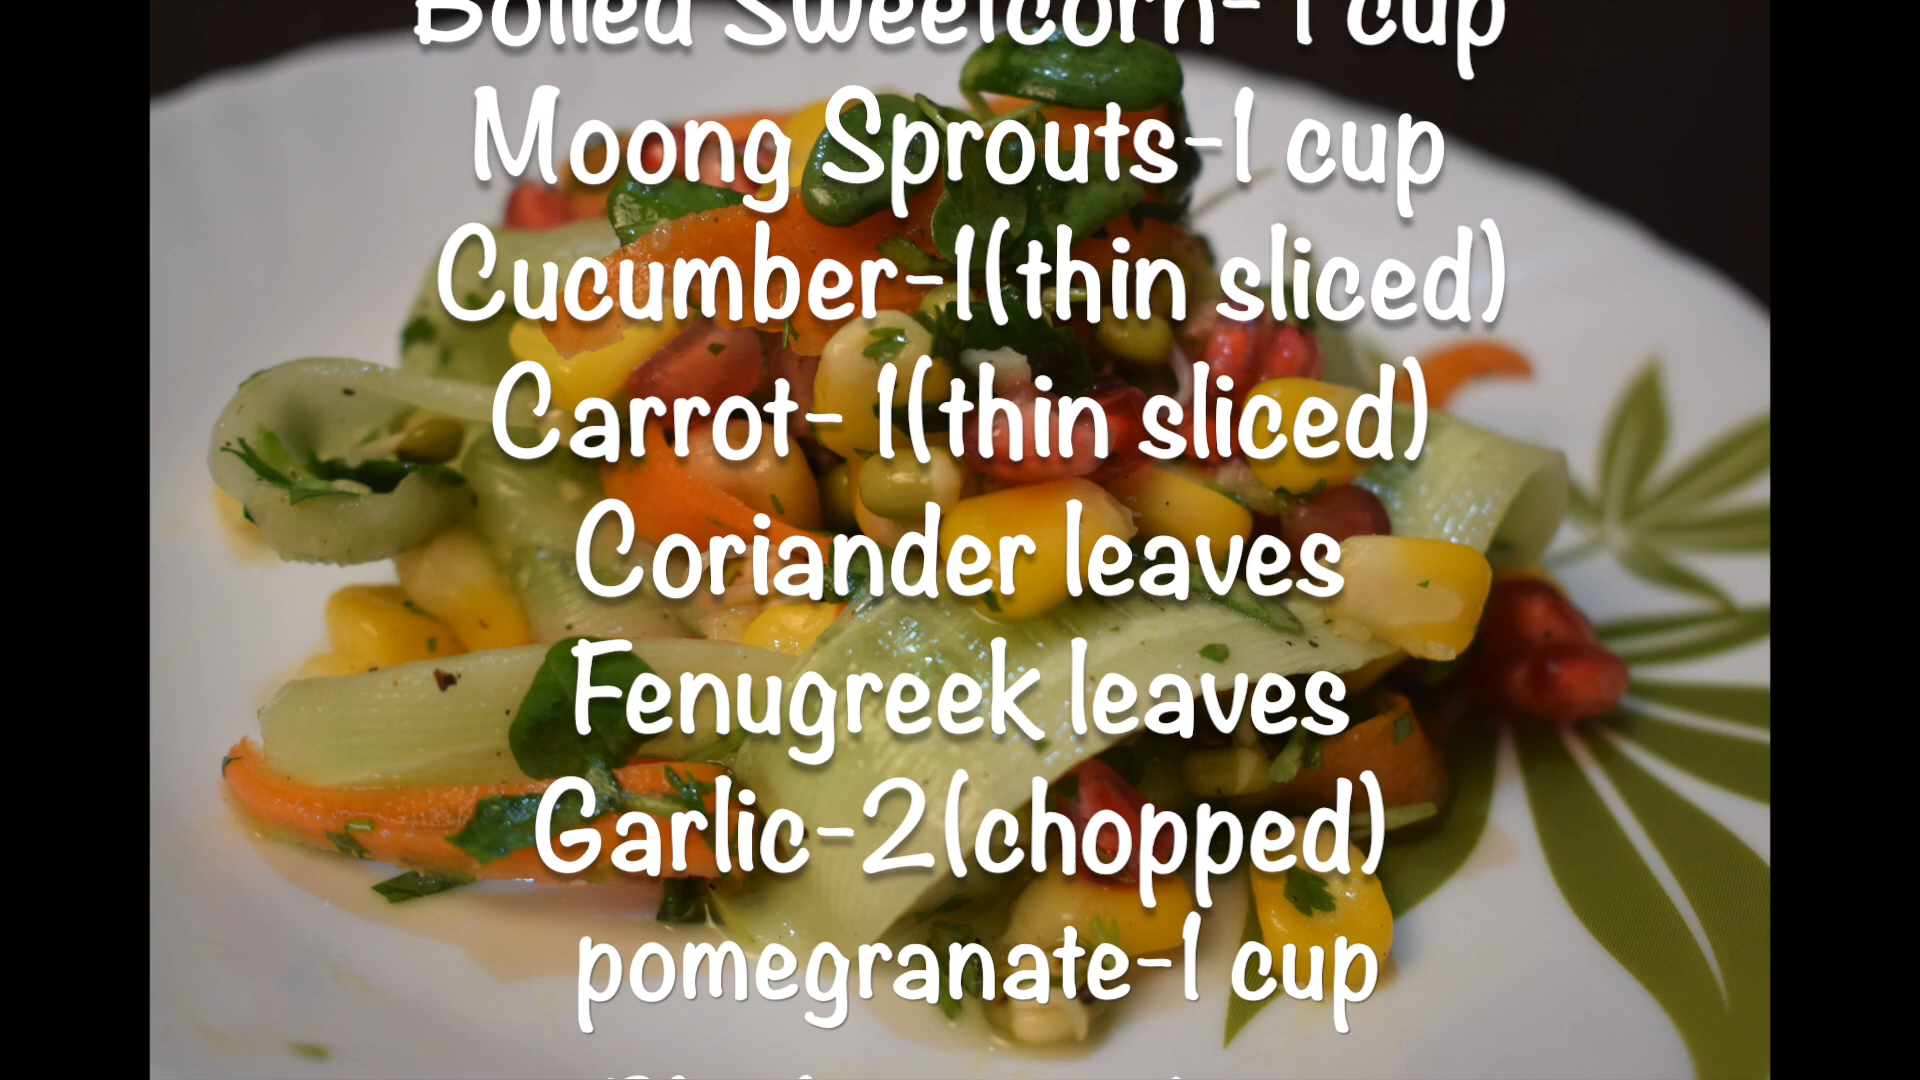 Boiled Sweetcorn- 1 cup
Moong Sprouts-1 cup
Cucumber-1(thin sliced)
Carrot- 1(thin sliced)
Coriander leaves
Fenugreek leaves
Garlic-2(chopped)
pomegranate-1 cup